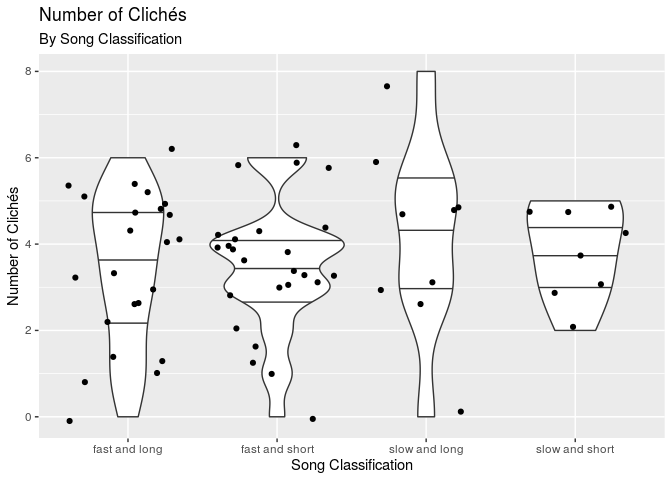 Number of Clichés
By Song Classification
Number of Clichés
8
6
4
2
0
fast and long
fast and short
slow and long
slow and short
Song Classification